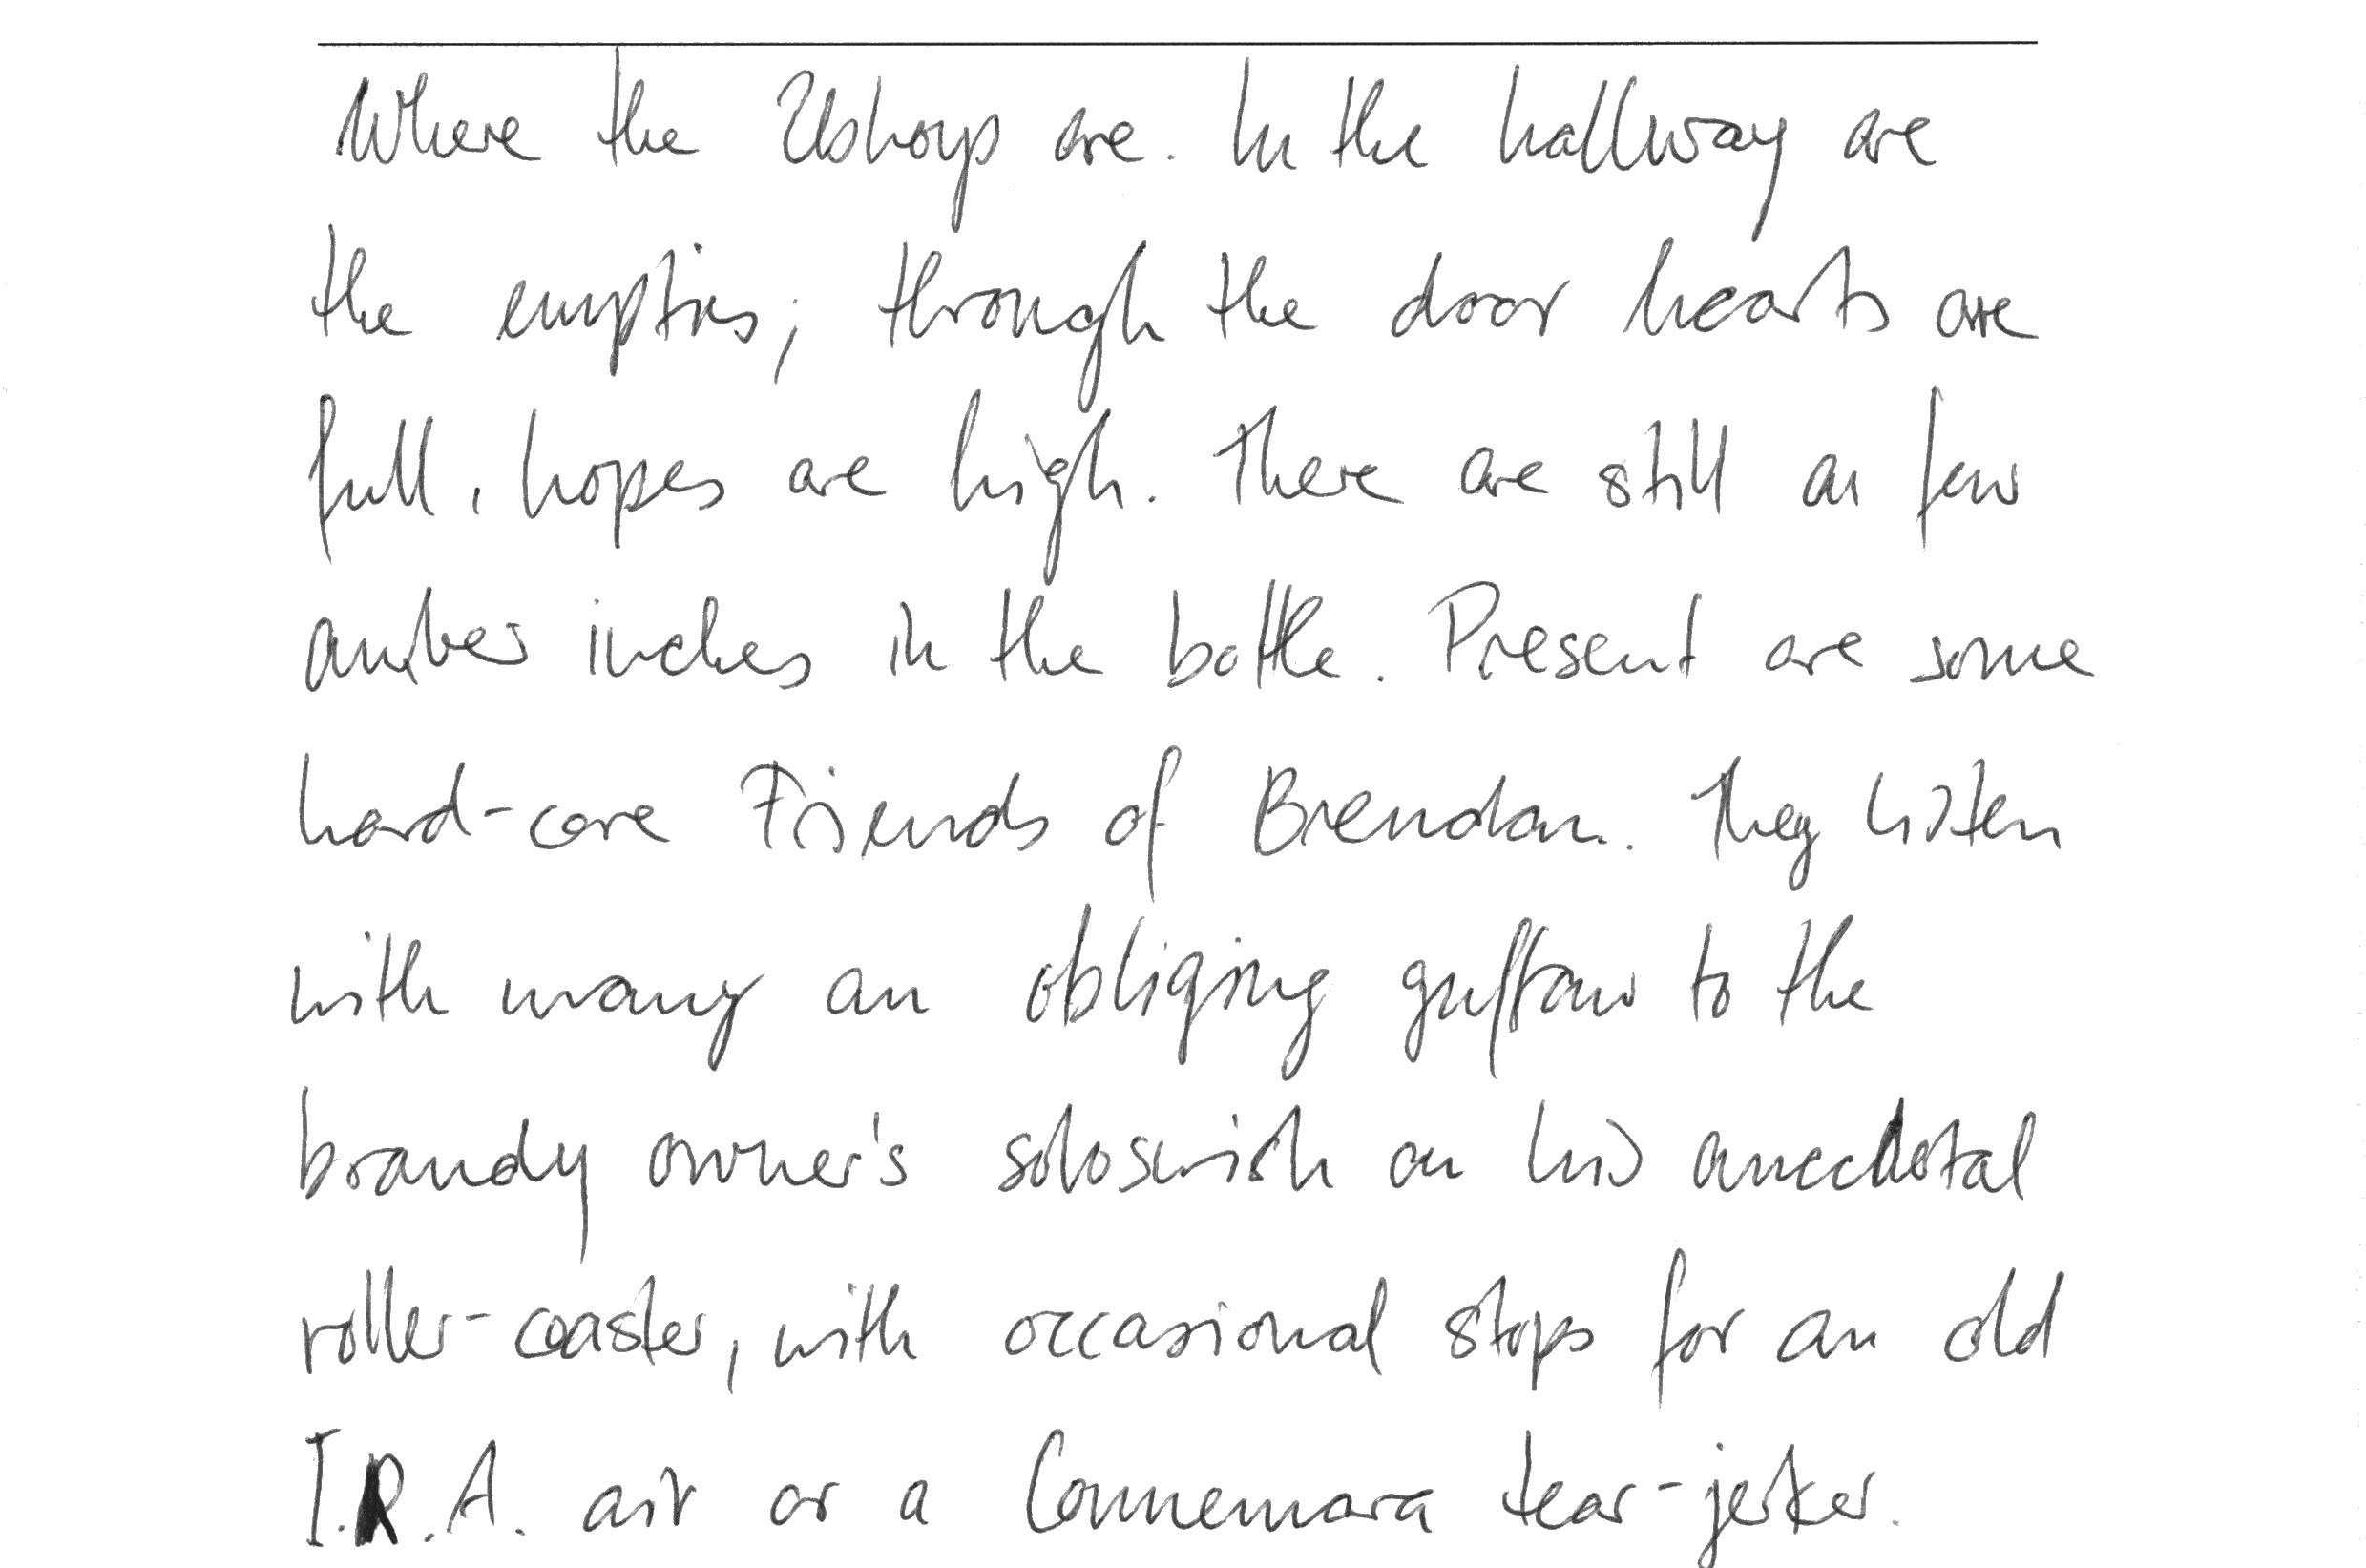 Where the Ushops are. In the hallway are
the empties; through the door hearts are
full, hopes are high. There are still a few
amber inches in the bottle. Present are some
hard-core Friends of Brendan. They listen
with many an obliging guffaw to the
brandy owner's on his anecdotal
roller-coaster, with occasional stops for an old
I.R.A. air or a Connemara tear-jerker.